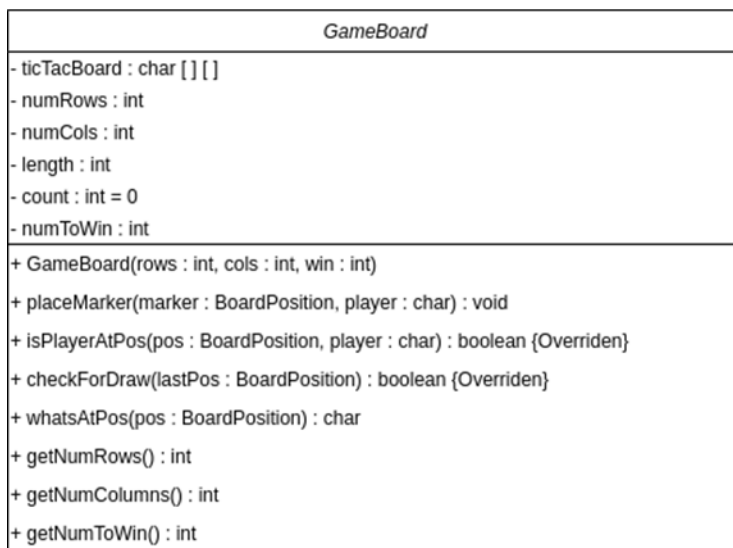 GameBoard
- ticTacBoard : char [ ] [ ]
- numRows : int
- numCols : int
- length : int
- count : int = 0
- numToWin : int
+ GameBoard(rows : int, cols : int, win : int)
+ placeMarker(marker : BoardPosition, player : char) : void
+ isPlayerAtPos(pos : BoardPosition, player : char) : boolean {Overriden}
+ checkForDraw(lastPos : BoardPosition) : boolean {Overriden}
+ whatsAtPos(pos : BoardPosition) : char
+ getNumRows() : int
+ getNumColumns() : int
+ getNumToWin() : int